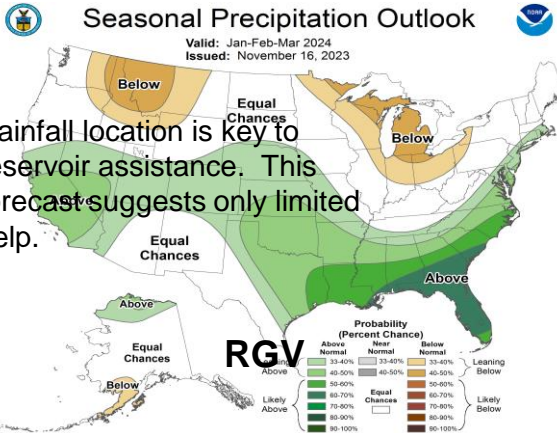 Seasonal Precipitation Outlook
Valid: Jan-Feb-Mar 2024
Issued: November 16, 2023
NOAA
Below
Equal
Chances
Below
ainfall location is key to
eservoir assistance. This
orecast suggests only limited
elp.
Above
Equal
Chances
Above
Above
Equal
Chances
Below
RGV
Probability
(Percent Chance)
Above
Normal
Near
Normal
Below
Normal
Leaning
Above
33-40% 33-40% 33-40%
40-50% 40-50% 40-50%
Leaning
Below
Likely
Above
50-60% 50-60%
60-70% 60-70%
70-80% 70-80%
80-90% 80-90%
90-100% 90-100%
Equal
Chances
Likely
Below